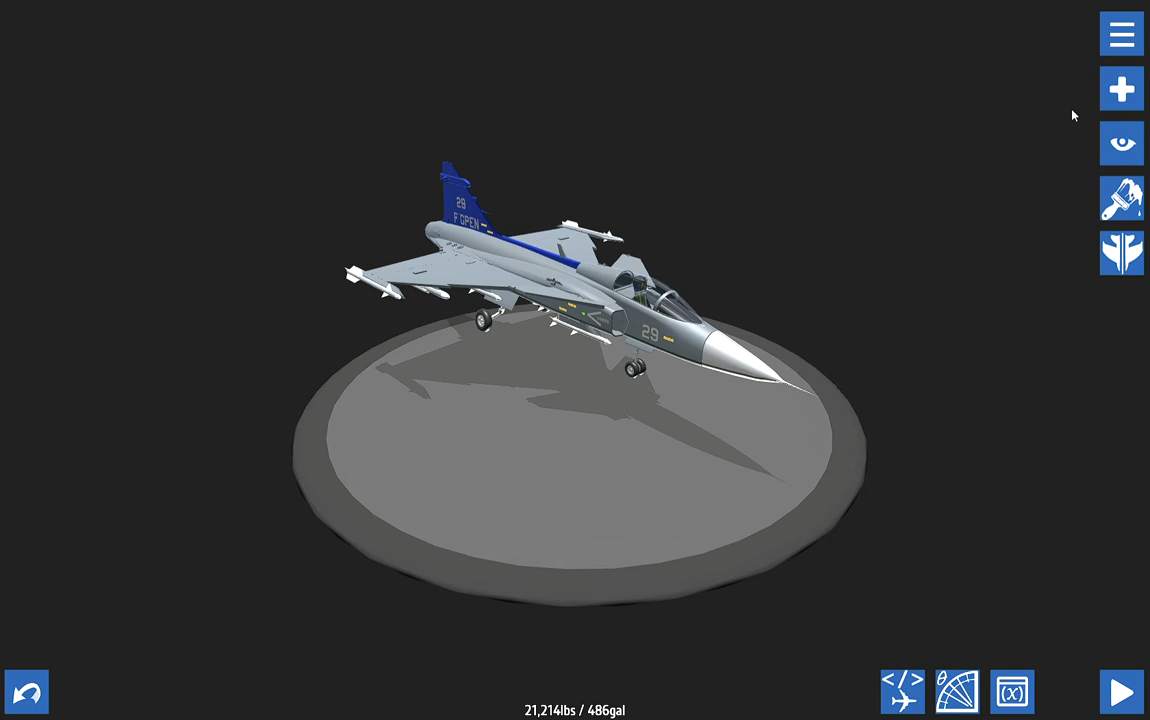 29
F GPEN
29
</>
θ
(x)
21,214lbs / 486gal